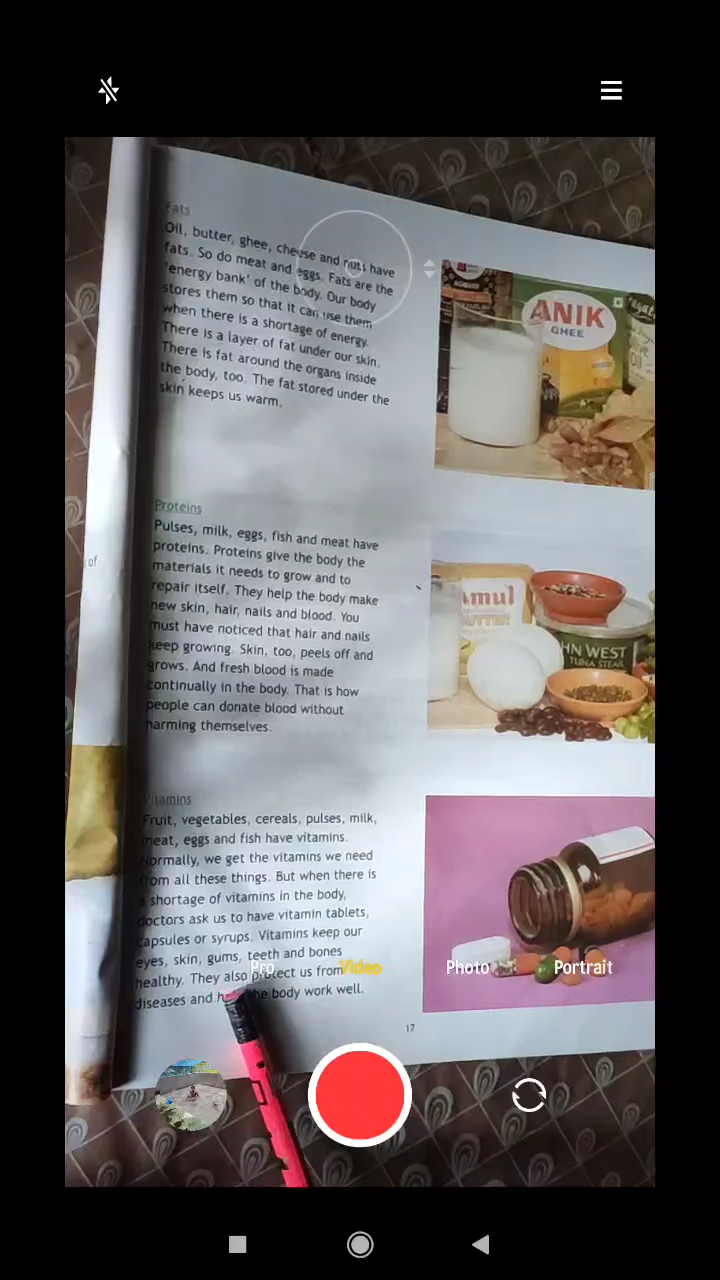 Fats
Oil, butter, ghee, cheese and nuts have
fats. So do meat and eggs. Fats are the
'energy bank' of the body. Our body
stores them so that it can use them
when there is a shortage of energy.
There is a layer of fat under our skin.
There is fat around the organs inside
the body, too. The fat stored under the
skin keeps us warm.
ANIK
GHEE
Proteins
Pulses, milk, eggs, fish and meat have
proteins. Proteins give the body the
materials it needs to grow and to
repair itself. They help the body make
new skin, hair, nails and blood. You
must have noticed that hair and nails
keep growing. Skin, too, peels off and
grows. And fresh blood is made
continually in the body. That is how
people can donate blood without
harming themselves.
of
Amul
BUTTER
HN WEST
TUNA STEAK
Vitamins
Fruit, vegetables, cereals, pulses, milk,
meat, eggs and fish have vitamins.
Normally, we get the vitamins we need
from all these things. But when there is
a shortage of vitamins in the body,
doctors ask us to have vitamin tablets,
capsules or syrups. Vitamins keep our
eyes, skin, gums, teeth and bones
healthy. They also protect us from
diseases and help the body work well.
Pro
Video
Photo
Portrait
17